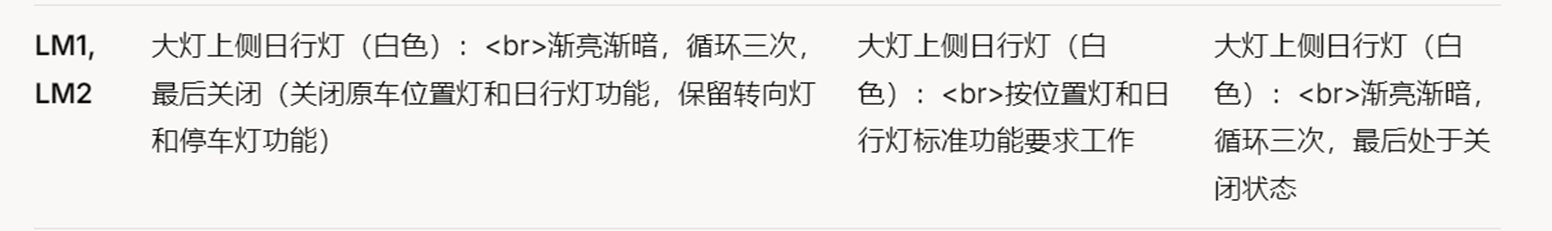 LM1,
LM2
大灯上侧日行灯（白色）：<br>渐亮渐暗，循环三次，
最后关闭（关闭原车位置灯和日行灯功能，保留转向灯
和停车灯功能）
大灯上侧日行灯（白
色）：<br>按位置灯和日
行灯标准功能要求工作
大灯上侧日行灯（白
色）：<br>渐亮渐暗，
循环三次，最后处于关
闭状态